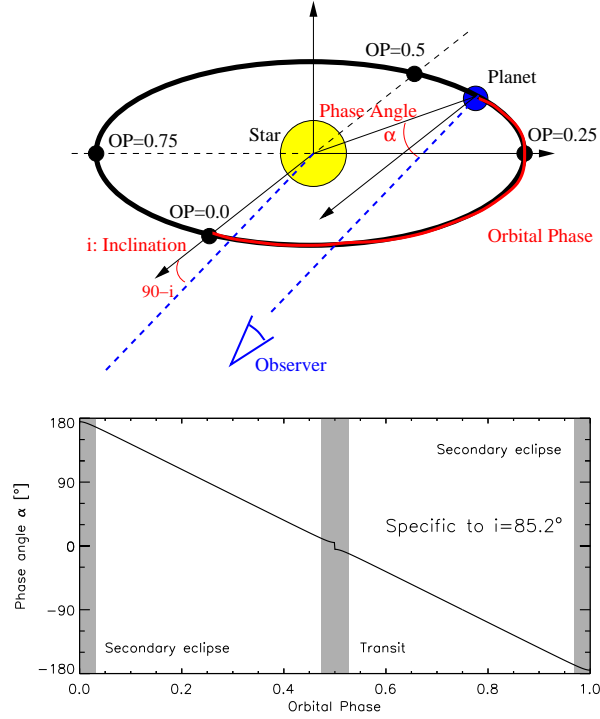 OP=0.5
Planet
Phase Angle
α
Star
OP=0.75
OP=0.25
OP=0.0
i: Inclination
Orbital Phase
90−i
Observer
180
90
0
−90
−180
Phase angle α [°]
Secondary eclipse
Specific to i=85.2°
Secondary eclipse
Transit
0.0
0.2
0.4
0.6
0.8
1.0
Orbital Phase